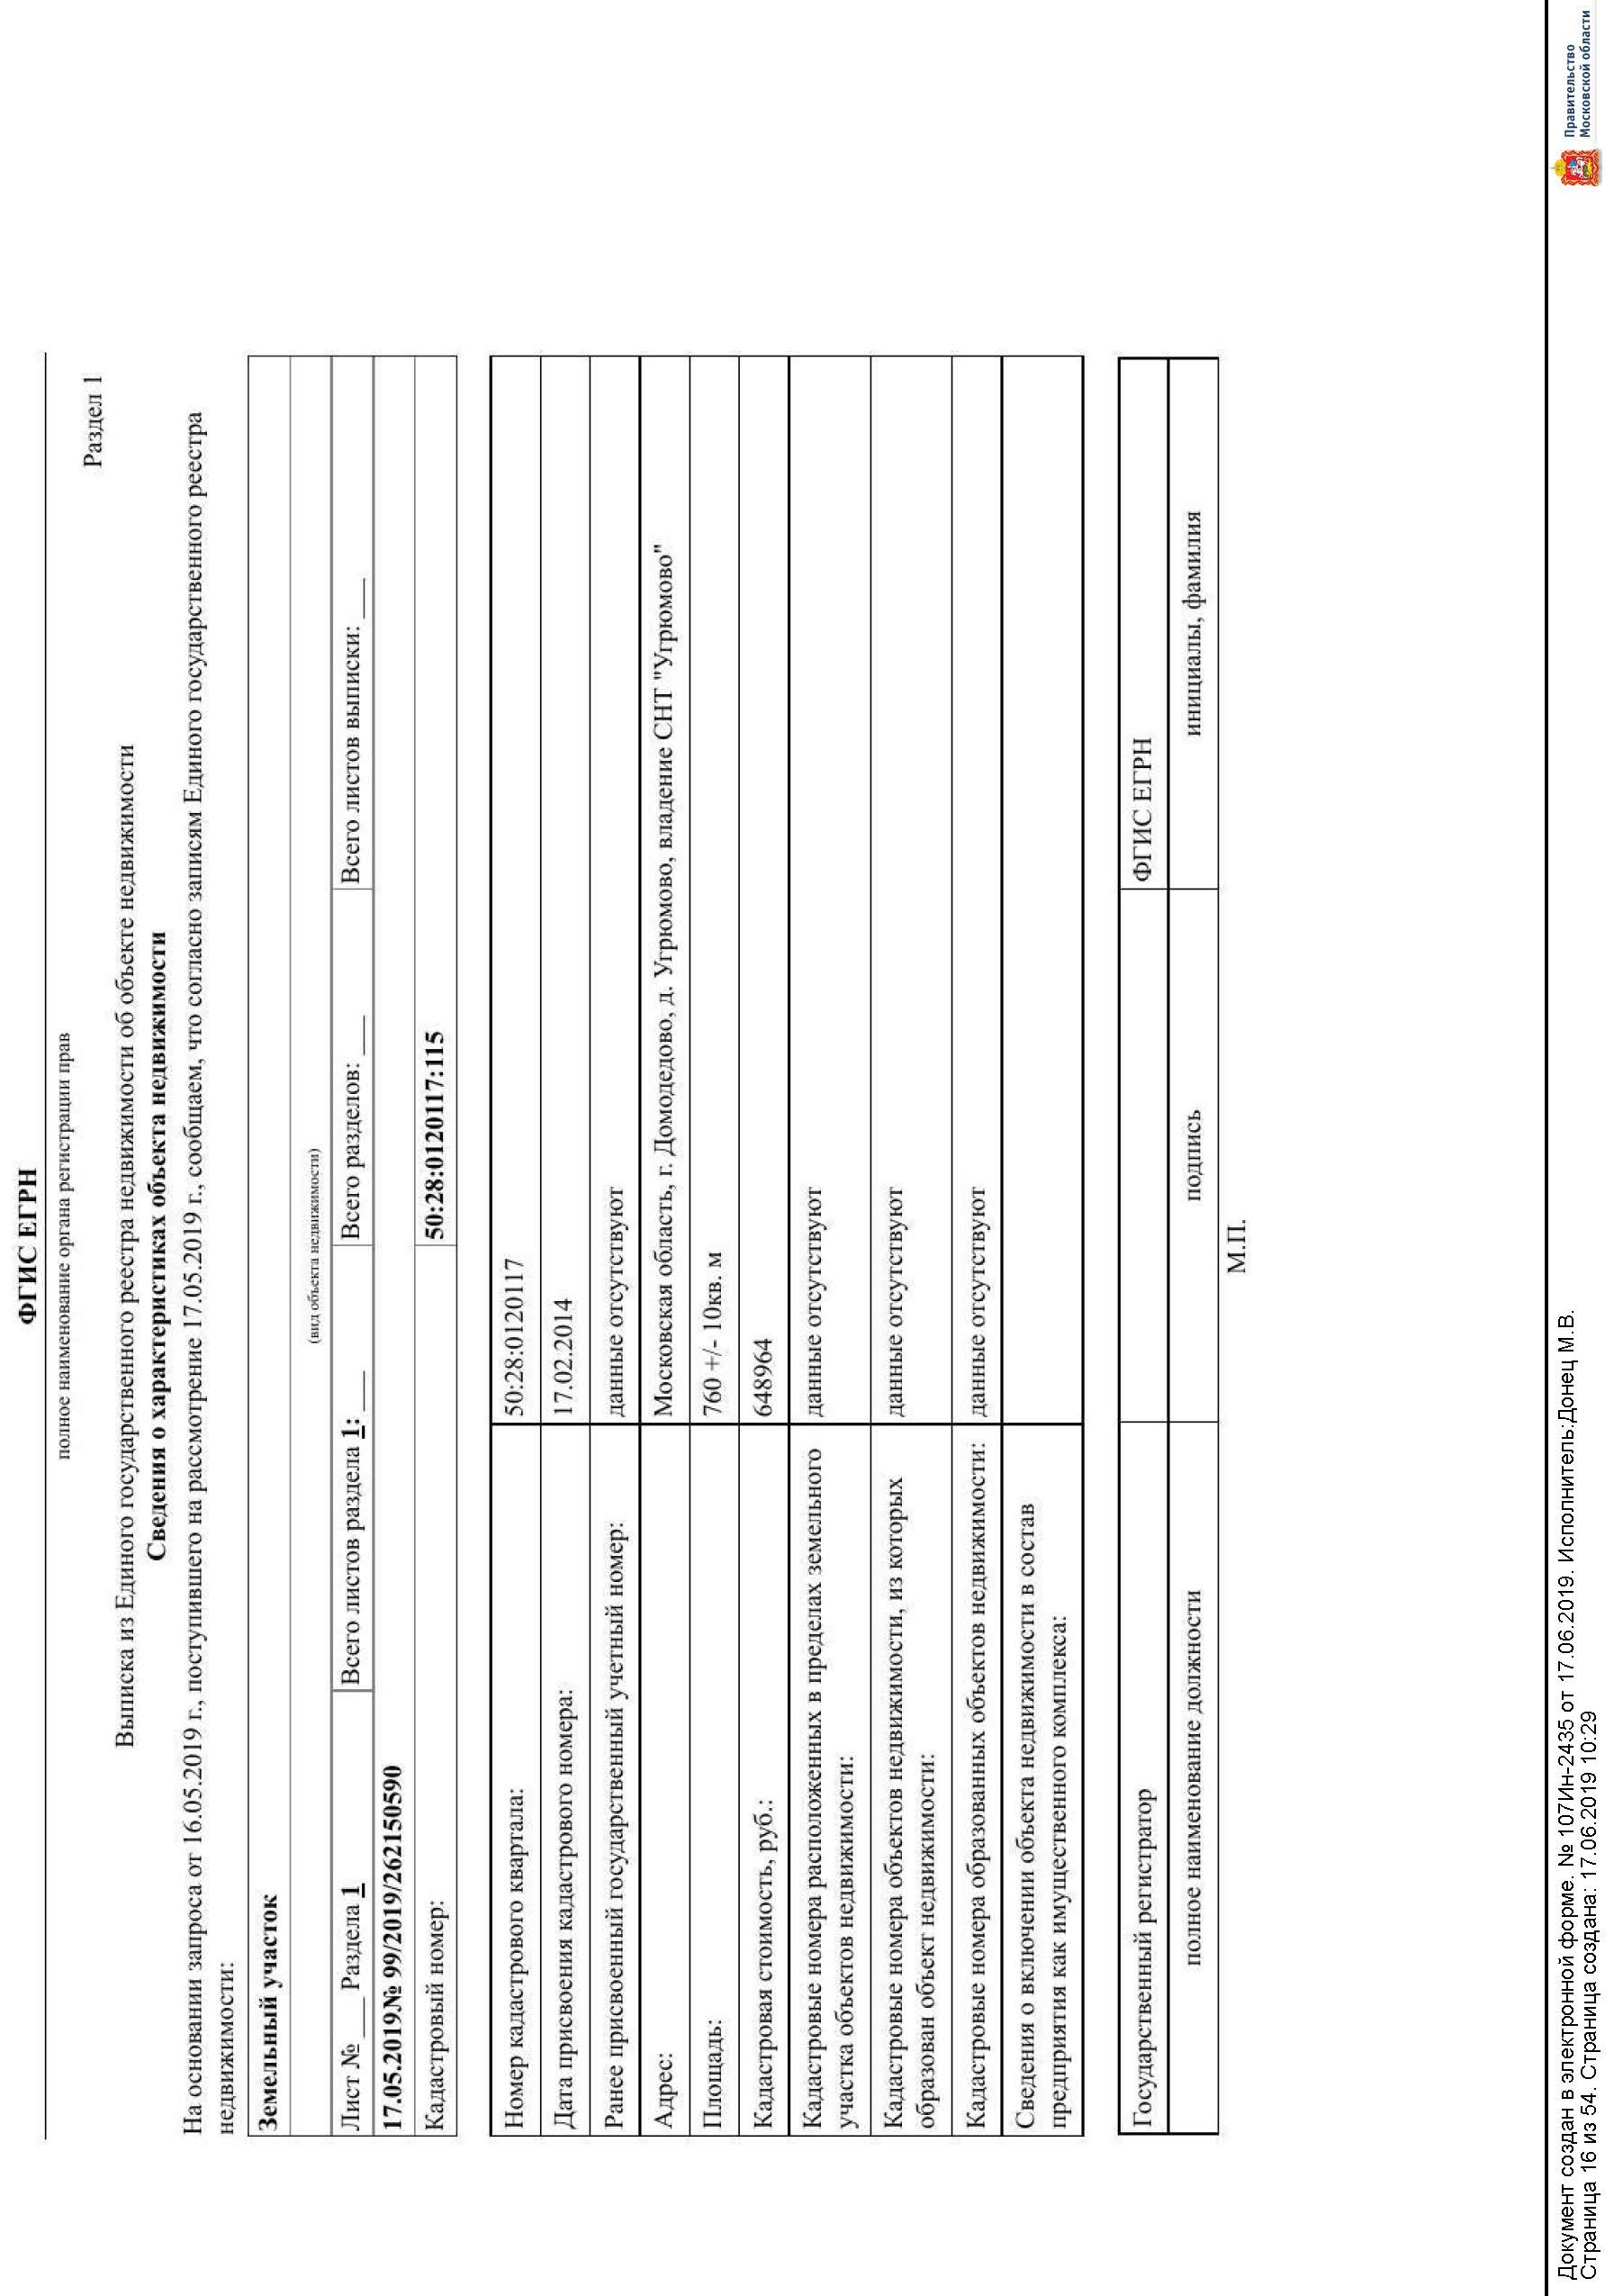 ФГИС ЕГРН
полное наименование органа регистрации прав
Раздел 1
Выписка из Единого государственного реестра недвижимости об объекте недвижимости
Сведения о характеристиках объекта недвижимости
На основании запроса от 16.05.2019 г., поступившего на рассмотрение 17.05.2019 г., сообщаем, что согласно записям Единого государственного реестра
недвижимости:
Земельный участок
(вид объекта недвижимости)
Лист № ___ Раздела 1 Всего листов раздела 1: ___ Всего разделов: ___ Всего листов выписки: ___
17.05.2019№ 99/2019/262150590
Кадастровый номер: 50:28:0120117:115
Номер кадастрового квартала: 50:28:0120117
Дата присвоения кадастрового номера: 17.02.2014
Ранее присвоенный государственный учетный номер: данные отсутствуют
Адрес: Московская область, г. Домодедово, д. Угрюмово, владение СНТ "Угрюмово"
Площадь: 760 +/- 10кв. м
Кадастровая стоимость, руб.: 648964
Кадастровые номера расположенных в пределах земельного данные отсутствуют
участка объектов недвижимости:
Кадастровые номера объектов недвижимости, из которых данные отсутствуют
образован объект недвижимости:
Кадастровые номера образованных объектов недвижимости: данные отсутствуют
Сведения о включении объекта недвижимости в состав
предприятия как имущественного комплекса:
Государственный регистратор ФГИС ЕГРН
полное наименование должности подпись инициалы, фамилия
М.П.
Документ создан в электронной форме. № 107Ин-2435 от 17.06.2019. Исполнитель:Донец М.В.
Страница 16 из 54. Страница создана: 17.06.2019 10:29
Правительство
Московской области